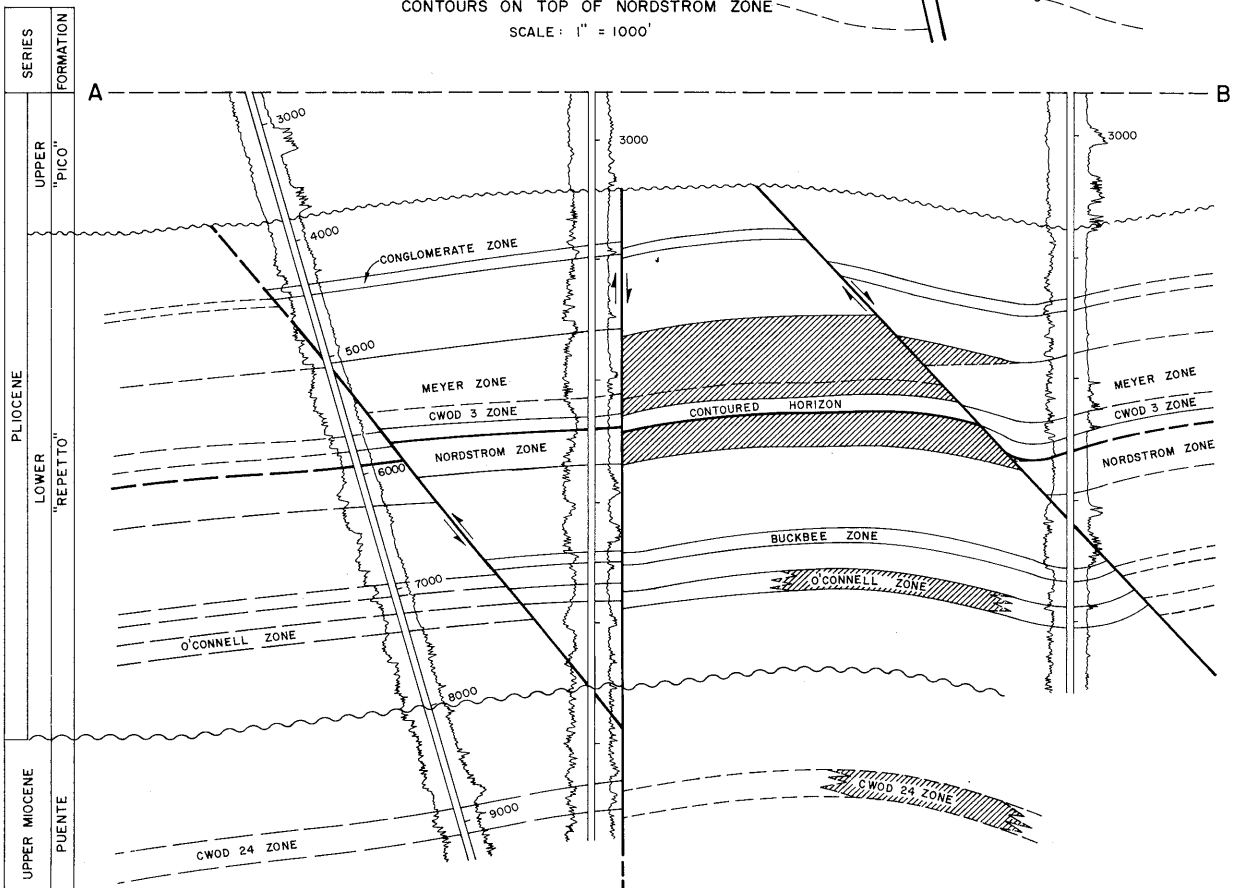 CONTOURS ON TOP OF NORDSTROM ZONE
SCALE: 1" = 1000'
SERIES
FORMATION
A
B
UPPER
"PICO"
PLIOCENE
LOWER
"REPETTO"
UPPER MIOCENE
PUENTE
3000
4000
5000
6000
7000
8000
9000
3000
3000
CONGLOMERATE ZONE
MEYER ZONE
CWOD 3 ZONE
NORDSTROM ZONE
CONTOURED HORIZON
MEYER ZONE
CWOD 3 ZONE
NORDSTROM ZONE
BUCKBEE ZONE
O'CONNELL ZONE
O'CONNELL ZONE
CWOD 24 ZONE
CWOD 24 ZONE